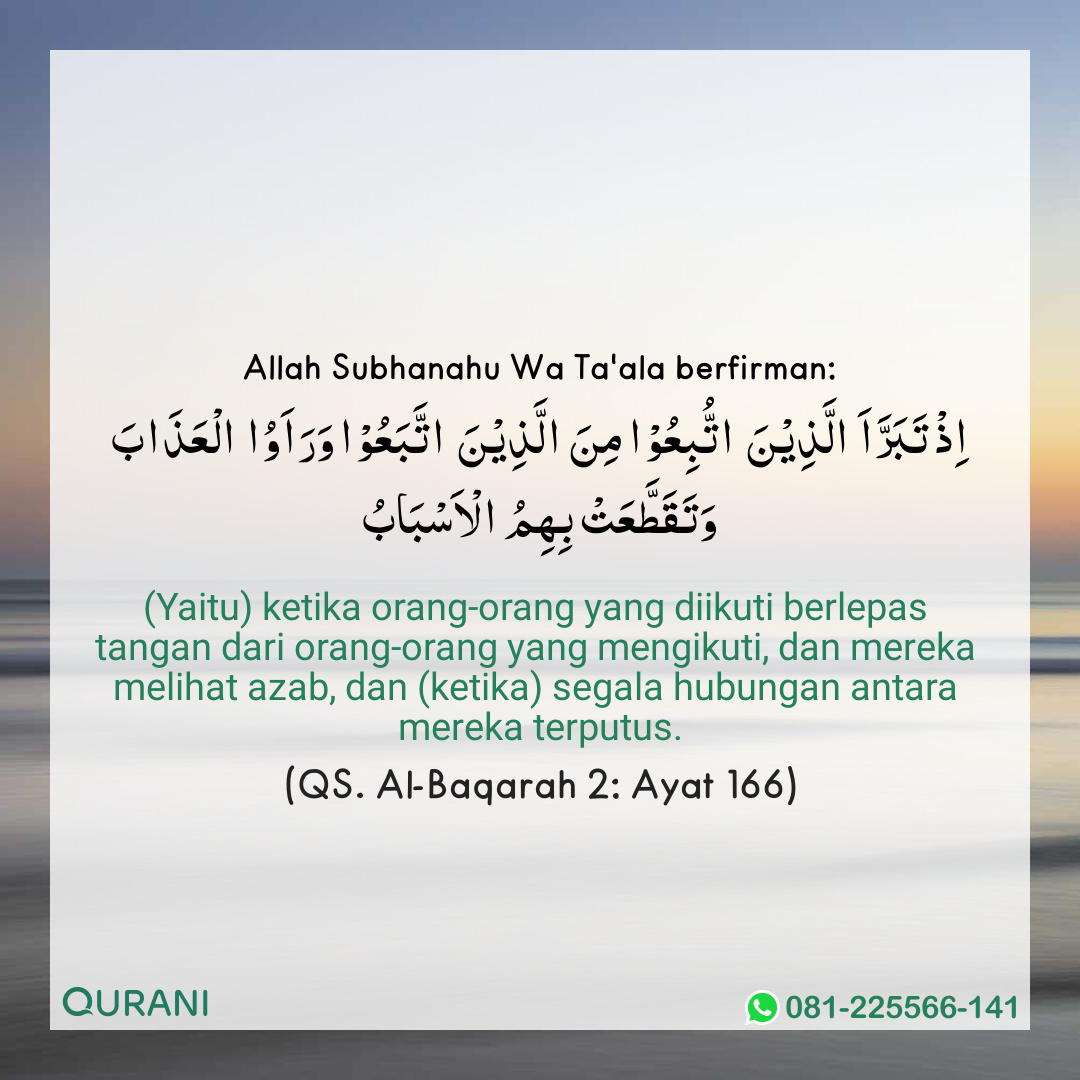 Allah Subhanahu Wa Ta'ala berfirman:
اِذْ تَبَرَّاَ الَّذِيْنَ اتُّبِعُوْا مِنَ الَّذِيْنَ اتَّبَعُوْا وَرَاَوُا الْعَذَابَ
وَتَقَطَّعَتْ بِهِمُ الْاَسْبَابُ
(Yaitu) ketika orang-orang yang diikuti berlepas
tangan dari orang-orang yang mengikuti, dan mereka
melihat azab, dan (ketika) segala hubungan antara
mereka terputus.
(QS. Al-Baqarah 2: Ayat 166)
QURANI
081-225566-141